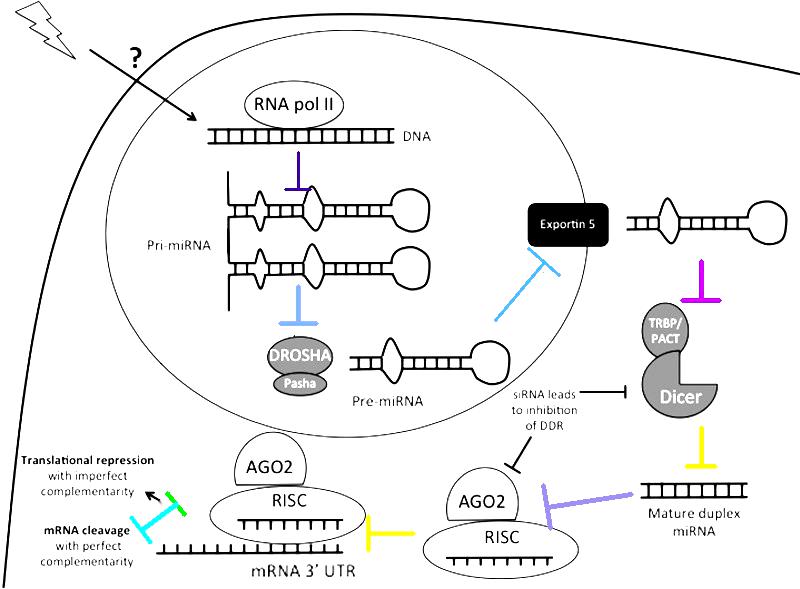 ?
RNA pol II
DNA
Pri-miRNA
Exportin 5
DROSHA
Pasha
Pre-miRNA
TRBP/
PACT
Dicer
siRNA leads
to inhibition
of DDR
Mature duplex
miRNA
AGO2
RISC
AGO2
RISC
mRNA 3' UTR
Translational repression
with imperfect
complementarity
mRNA cleavage
with perfect
complementarity